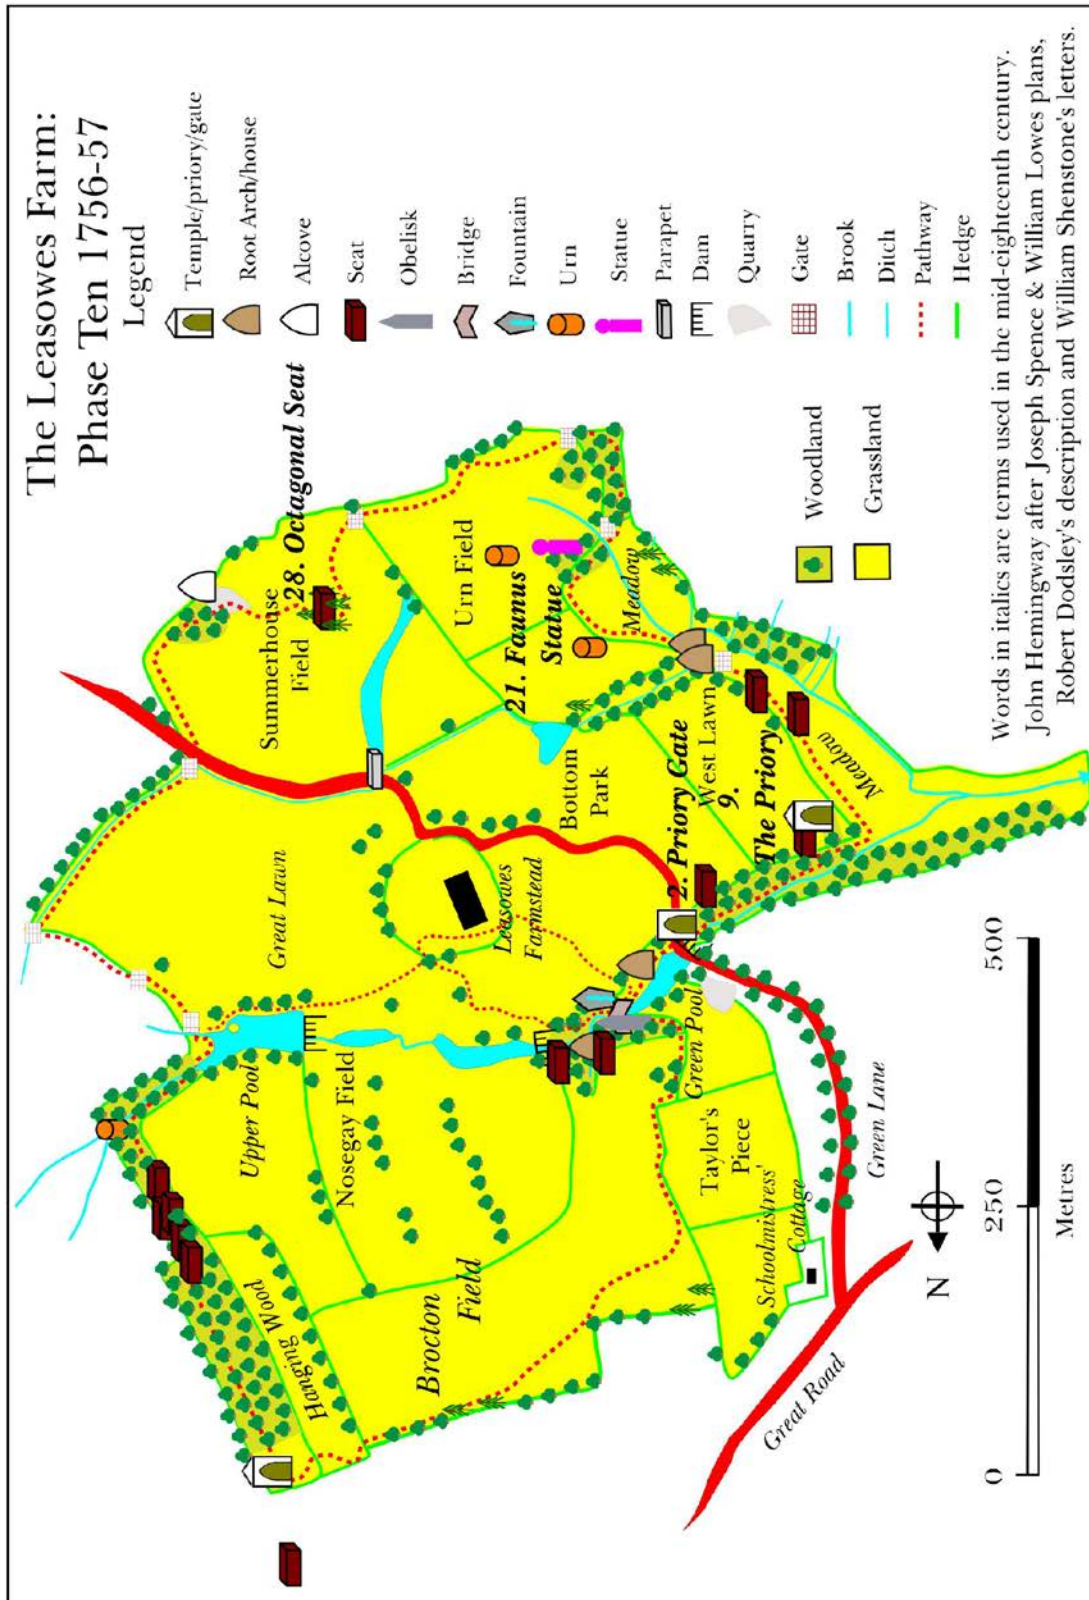 The Leasowes Farm:
Phase Ten 1756-57
Legend
Temple/priory/gate
Root Arch/house
Alcove
Seat
Obelisk
Bridge
Fountain
Urn
Statue
Parapet
Dam
Quarry
Gate
Brook
Ditch
Pathway
Hedge
Woodland
Grassland
28. Octagonal Seat
Summerhouse
Field
Urn Field
21. Faunus
Statue
Meadow
Great Lawn
Bottom
Park
West Lawn
2. Priory Gate
9.
The Priory
Meadow
Leasowes
Farmstead
Upper Pool
Nosegay Field
Green Pool
Hanging Wood
Brocton
Field
Taylor's
Piece
Schoolmistress'
Cottage
Green Lane
Great Road
N
0
250
500
Metres
Words in italics are terms used in the mid-eighteenth century.
John Hemingway after Joseph Spence & William Lowes plans,
Robert Dodsley's description and William Shenstone's letters.